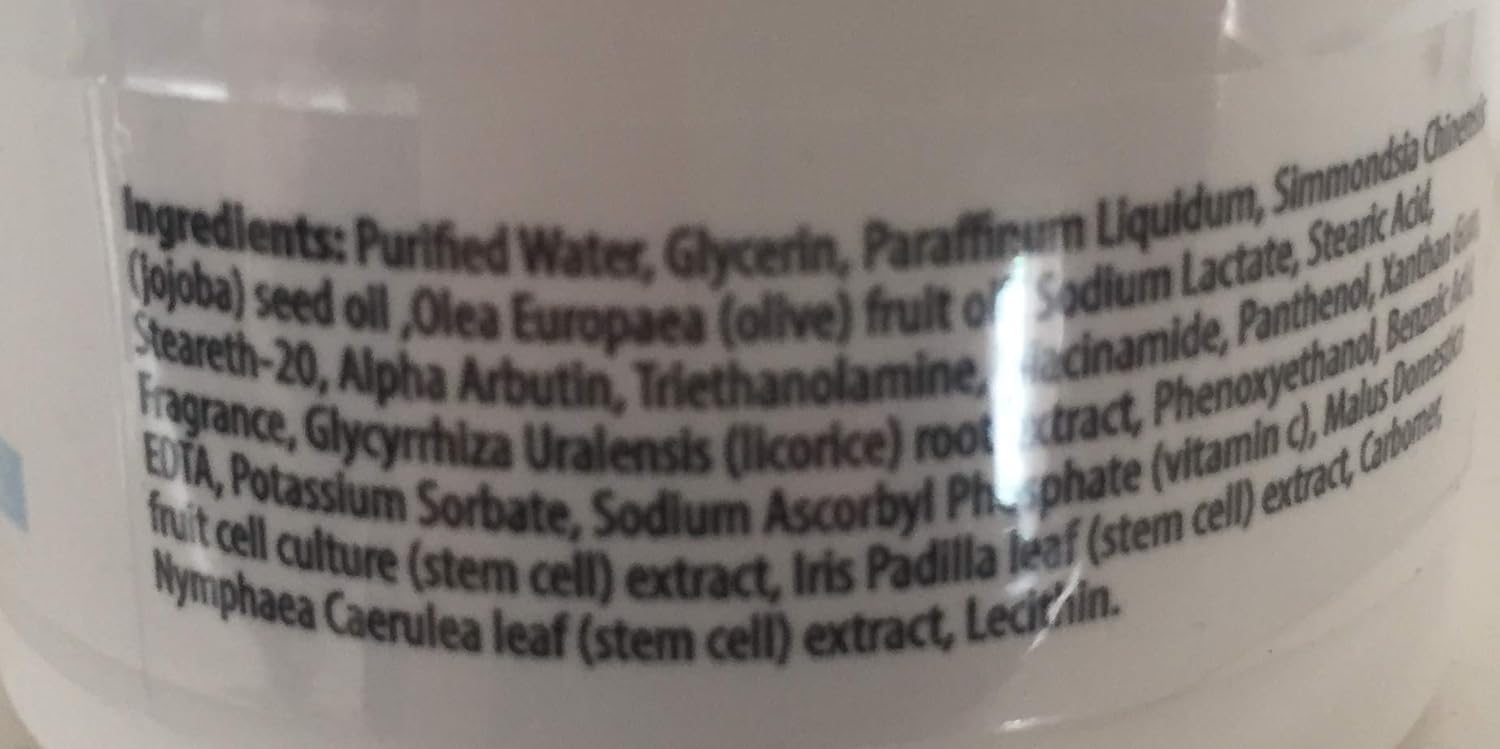 Ingredients: Purified Water, Glycerin, Paraffinum Liquidum, Simmondsia Chinensis
(jojoba) seed oil ,Olea Europaea (olive) fruit oil, Sodium Lactate, Stearic Acid,
Steareth-20, Alpha Arbutin, Triethanolamine, Niacinamide, Panthenol, Xanthan Gum,
Fragrance, Glycyrrhiza Uralensis (licorice) root extract, Phenoxyethanol, Benzoic Acid,
EDTA, Potassium Sorbate, Sodium Ascorbyl Phosphate (vitamin c), Malus Domestica
fruit cell culture (stem cell) extract, Iris Padilla leaf (stem cell) extract, Carbomer,
Nymphaea Caerulea leaf (stem cell) extract, Lecithin.